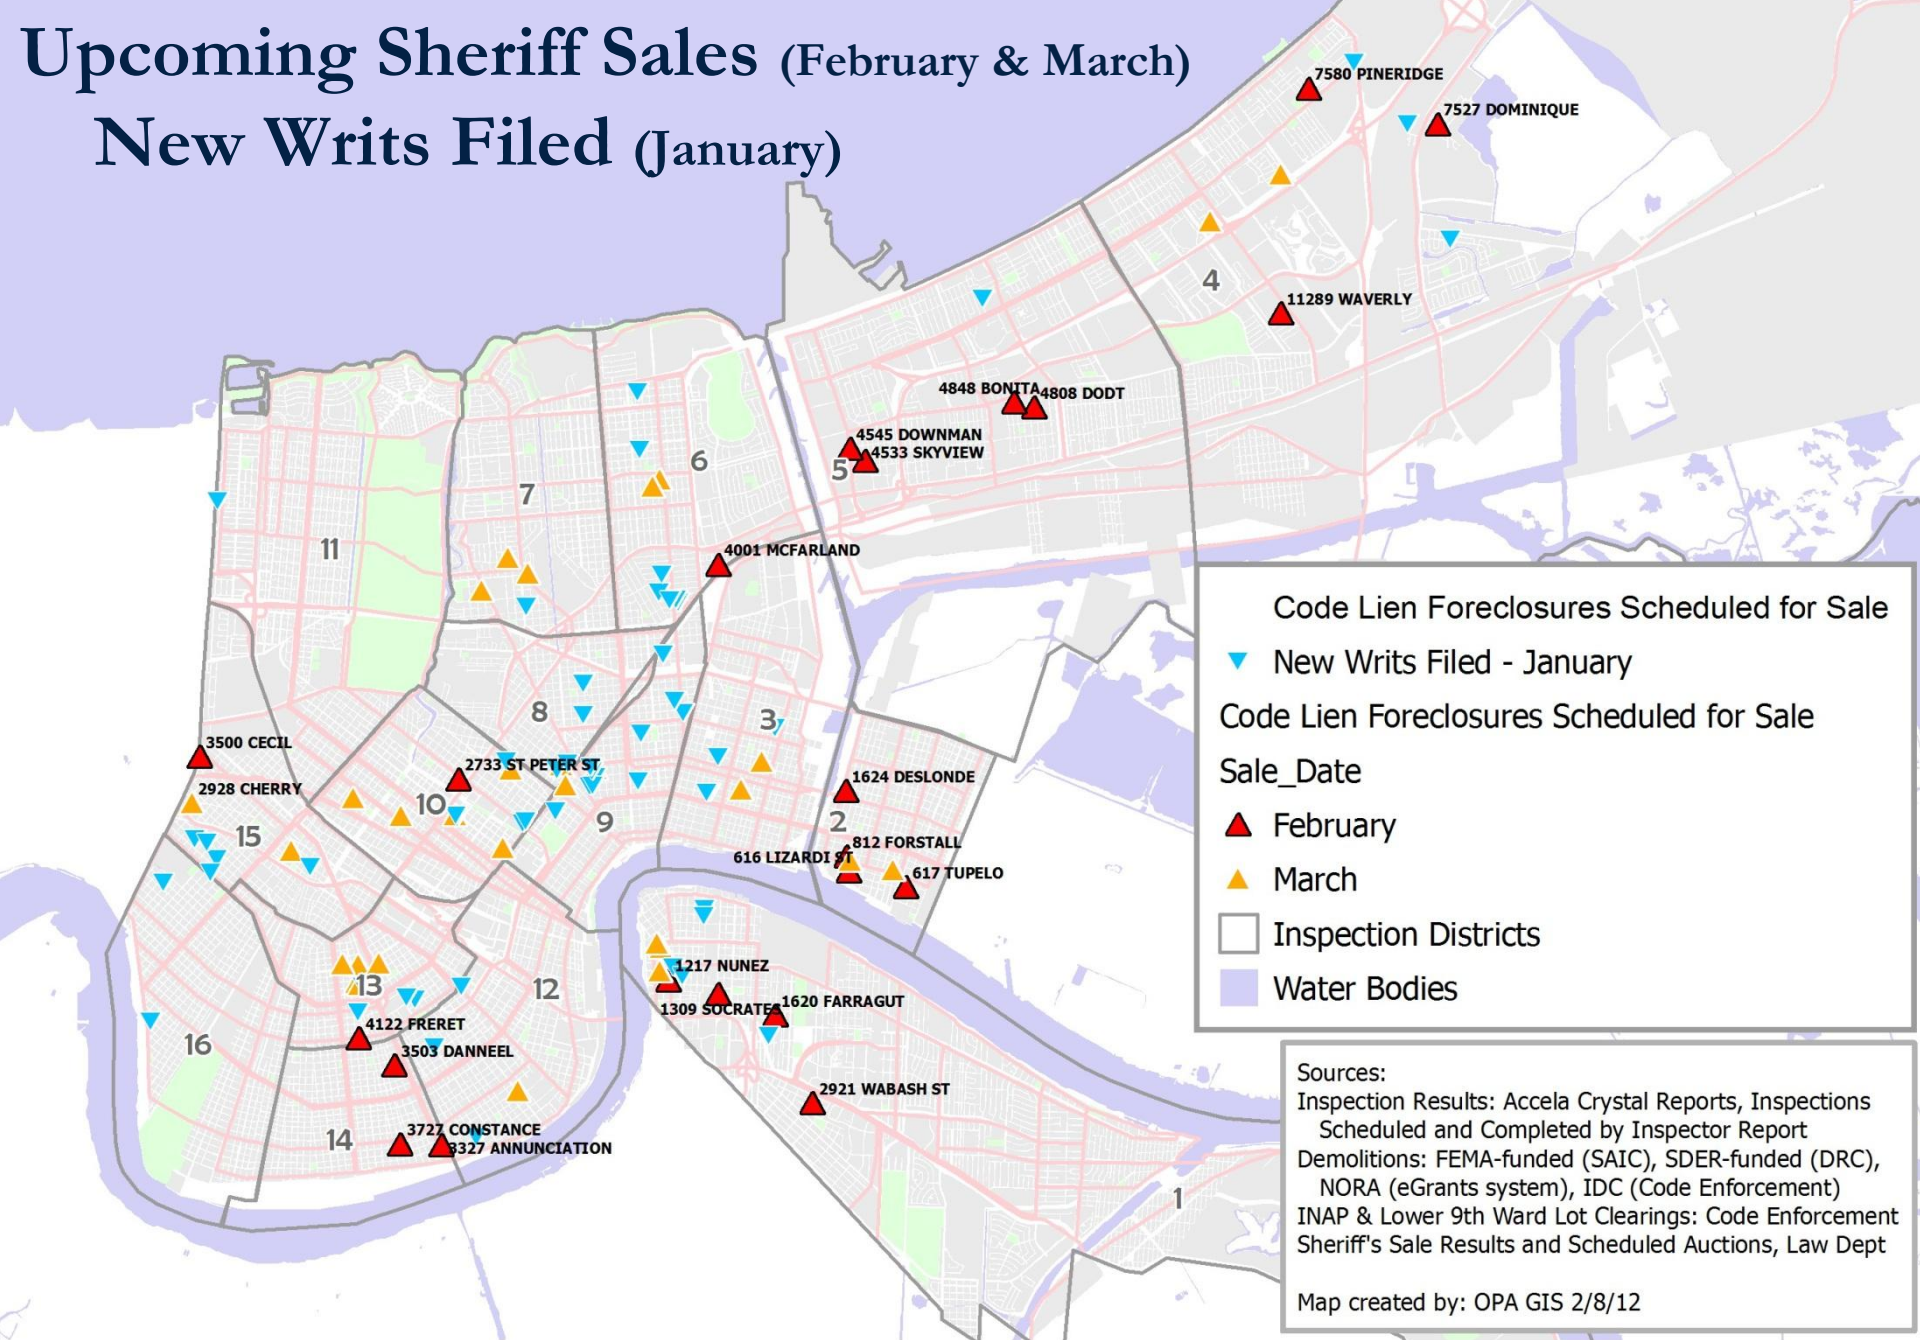 Upcoming Sheriff Sales (February & March)
New Writs Filed (January)
7580 PINERIDGE
7527 DOMINIQUE
4
11289 WAVERLY
4848 BONITA
4808 DODT
4545 DOWNMAN
4533 SKYVIEW
5
6
7
11
4001 MCFARLAND
8
3
3500 CECIL
2733 ST PETER ST
1624 DESLONDE
2928 CHERRY
10
9
2
15
812 FORSTALL
616 LIZARDI ST
617 TUPELO
1217 NUNEZ
13
12
1309 SOCRATES
1620 FARRAGUT
4122 FRERET
16
3503 DANNEEL
2921 WABASH ST
3727 CONSTANCE
14
3327 ANNUNCIATION
1
Code Lien Foreclosures Scheduled for Sale
New Writs Filed - January
Code Lien Foreclosures Scheduled for Sale
Sale_Date
February
March
Inspection Districts
Water Bodies
Sources:
Inspection Results: Accela Crystal Reports, Inspections
Scheduled and Completed by Inspector Report
Demolitions: FEMA-funded (SAIC), SDER-funded (DRC),
NORA (eGrants system), IDC (Code Enforcement)
INAP & Lower 9th Ward Lot Clearings: Code Enforcement
Sheriff's Sale Results and Scheduled Auctions, Law Dept
Map created by: OPA GIS 2/8/12